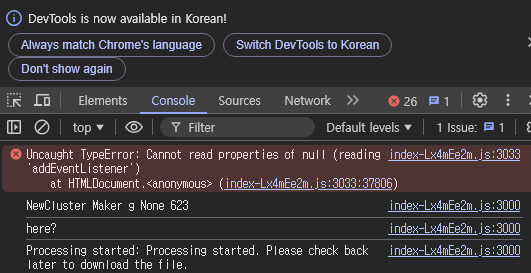 DevTools is now available in Korean!
Always match Chrome's language
Switch DevTools to Korean
Don't show again
Elements
Console
Sources
Network
26
1
top
Filter
Default levels
1 Issue: 1
Uncaught TypeError: Cannot read properties of null (reading index-Lx4mEe2m.js:3033
'addEventListener')
at HTMLDocument.<anonymous> (index-Lx4mEe2m.js:3033:37806)
NewCluster Maker g None 623 index-Lx4mEe2m.js:3000
here? index-Lx4mEe2m.js:3000
Processing started: Processing started. Please check back index-Lx4mEe2m.js:3000
later to download the file.